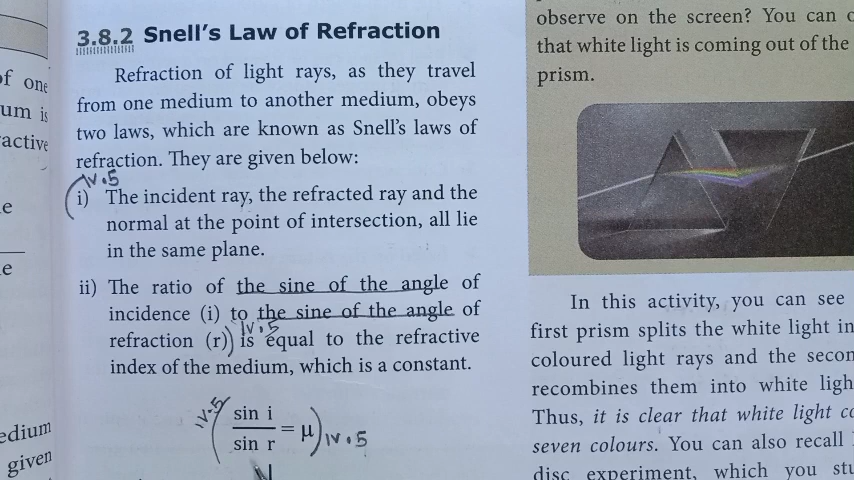 of one
um is
active
e
e
edium
given
3.8.2 Snell's Law of Refraction
Refraction of light rays, as they travel
from one medium to another medium, obeys
two laws, which are known as Snell's laws of
refraction. They are given below:
IV.5
i) The incident ray, the refracted ray and the
normal at the point of intersection, all lie
in the same plane.
ii) The ratio of the sine of the angle of
incidence (i) to the sine of the angle of
IV.5
refraction (r) is equal to the refractive
index of the medium, which is a constant.
IV.5 ( sin i / sin r = μ ) IV.5
observe on the screen? You can
that white light is coming out of the
prism.
In this activity, you can see
first prism splits the white light in
coloured light rays and the secon
recombines them into white ligh
Thus, it is clear that white light co
seven colours. You can also recall
disc experiment, which you stu